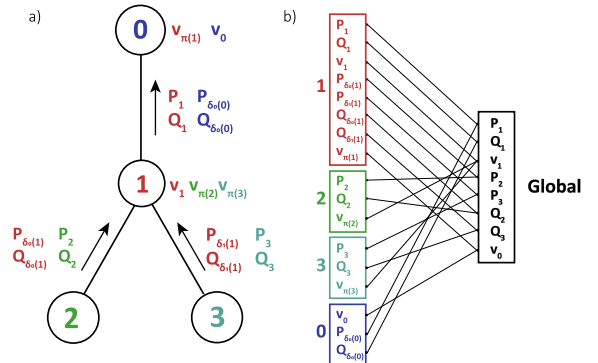 a)
0 v_π(1) v_0
P_1 P_δ₀(0)
Q_1 Q_δ₀(0)
1 v_1 v_π(2) v_π(3)
P_δ₀(1) P_2
Q_δ₀(1) Q_2
P_δ₁(1) P_3
Q_δ₁(1) Q_3
2
3
b)
1
P_1
Q_1
v_1
P_δ₀(1)
P_δ₁(1)
Q_δ₀(1)
Q_δ₁(1)
v_π(1)
2
P_2
Q_2
v_π(2)
3
P_3
Q_3
v_π(3)
0
v_0
P_δ₀(0)
Q_δ₀(0)
P_1
Q_1
v_1
P_2
P_3
Q_2
Q_3
v_0
Global